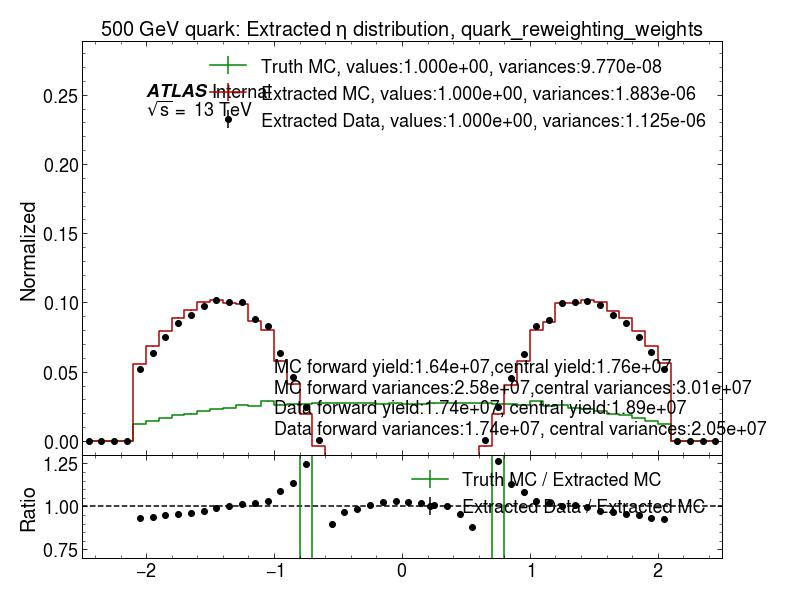 500 GeV quark: Extracted η distribution, quark_reweighting_weights
Truth MC, values:1.000e+00, variances:9.770e-08
ATLAS Internal
Extracted MC, values:1.000e+00, variances:1.883e-06
√s = 13 TeV
Extracted Data, values:1.000e+00, variances:1.125e-06
0.25
0.20
0.15
0.10
0.05
0.00
Normalized
MC forward yield:1.64e+07,central yield:1.76e+07
MC forward variances:2.58e+07,central variances:3.01e+07
Data forward yield:1.74e+07, central yield:1.89e+07
Data forward variances:1.74e+07, central variances:2.05e+07
1.25
1.00
0.75
Ratio
Truth MC / Extracted MC
Extracted Data / Extracted MC
−2 −1 0 1 2